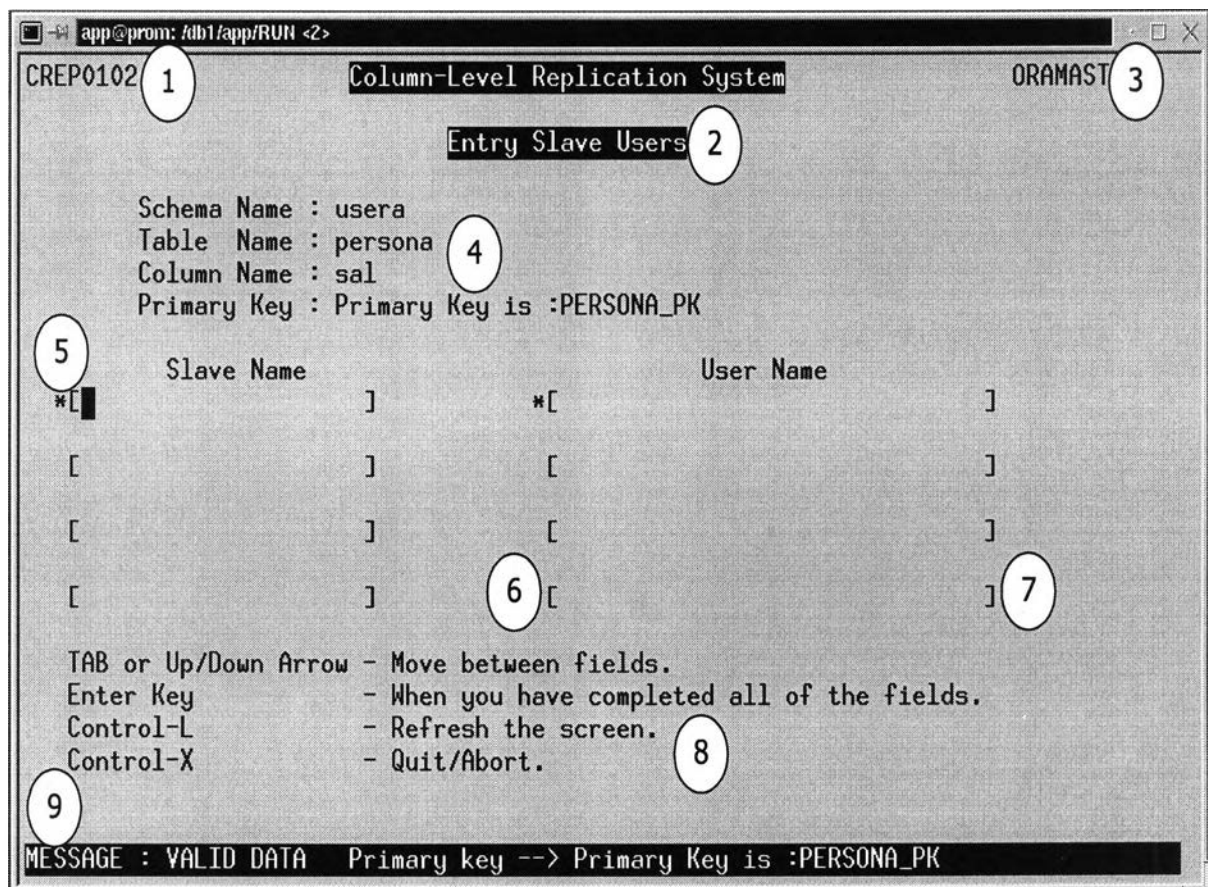 app@prom: /db1/app/RUN <2>
CREP0102 1 Column-Level Replication System ORAMAST 3
Entry Slave Users 2
Schema Name : usera
Table Name : persona 4
Column Name : sal
Primary Key : Primary Key is :PERSONA_PK
5
Slave Name User Name
*[ ] *[ ]
[ ] [ ]
[ ] [ ]
[ ] 6 [ ] 7
TAB or Up/Down Arrow - Move between fields.
Enter Key - When you have completed all of the fields.
Control-L - Refresh the screen.
Control-X - Quit/Abort. 8
9
MESSAGE : VALID DATA Primary key --> Primary Key is :PERSONA_PK